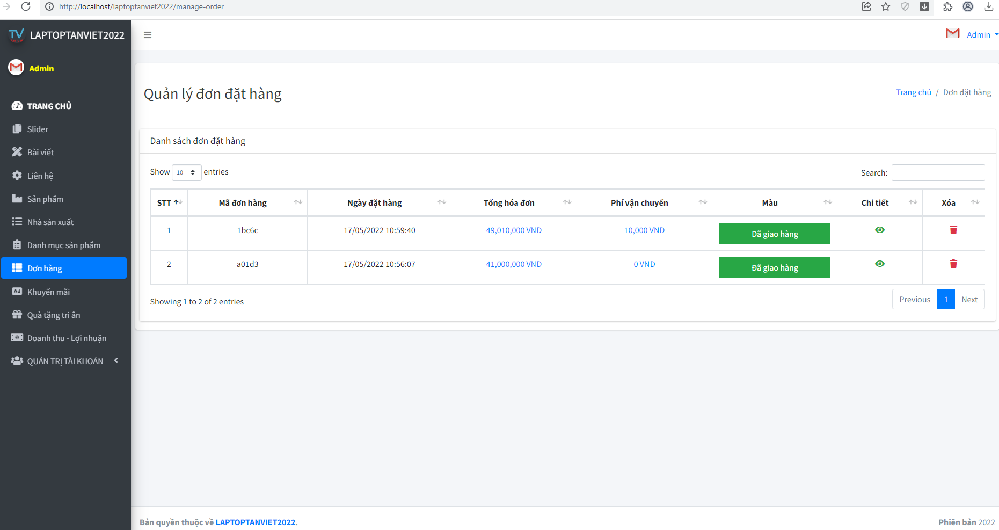 http://localhost/laptoptanviet2022/manage-order
TV LAPTOPTANVIET2022
Admin
Admin
TRANG CHỦ
Slider
Bài viết
Liên hệ
Sản phẩm
Nhà sản xuất
Danh mục sản phẩm
Đơn hàng
Ad Khuyến mãi
Quà tặng tri ân
Doanh thu - Lợi nhuận
QUẢN TRỊ TÀI KHOẢN
Quản lý đơn đặt hàng
Trang chủ / Đơn đặt hàng
Danh sách đơn đặt hàng
Show 10 entries
Search:
STT Mã đơn hàng Ngày đặt hàng Tổng hóa đơn Phí vận chuyển Màu Chi tiết Xóa
1 1bc6c 17/05/2022 10:59:40 49,010,000 VNĐ 10,000 VNĐ Đã giao hàng
2 a01d3 17/05/2022 10:56:07 41,000,000 VNĐ 0 VNĐ Đã giao hàng
Showing 1 to 2 of 2 entries
Previous 1 Next
Bản quyền thuộc về LAPTOPTANVIET2022.
Phiên bản 2022